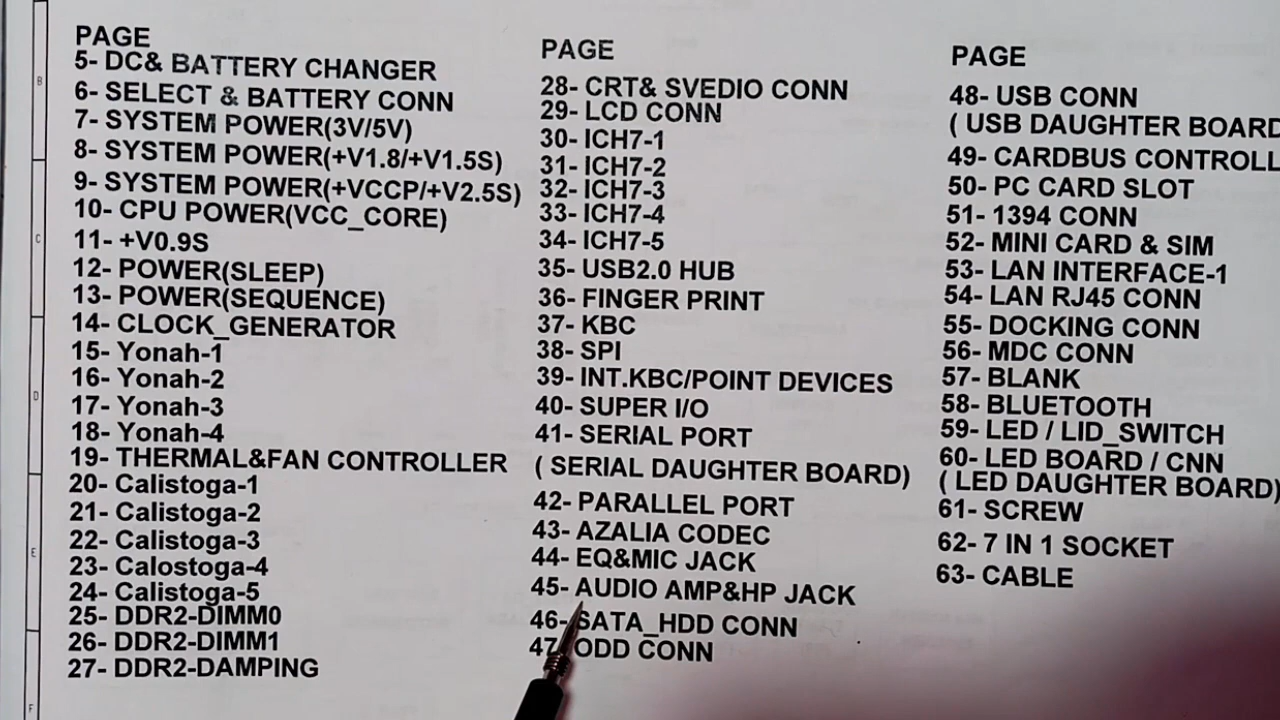 PAGE
5- DC& BATTERY CHANGER
6- SELECT & BATTERY CONN
7- SYSTEM POWER(3V/5V)
8- SYSTEM POWER(+V1.8/+V1.5S)
9- SYSTEM POWER(+VCCP/+V2.5S)
10- CPU POWER(VCC_CORE)
11- +V0.9S
12- POWER(SLEEP)
13- POWER(SEQUENCE)
14- CLOCK_GENERATOR
15- Yonah-1
16- Yonah-2
17- Yonah-3
18- Yonah-4
19- THERMAL&FAN CONTROLLER
20- Calistoga-1
21- Calistoga-2
22- Calistoga-3
23- Calostoga-4
24- Calistoga-5
25- DDR2-DIMM0
26- DDR2-DIMM1
27- DDR2-DAMPING
PAGE
28- CRT& SVEDIO CONN
29- LCD CONN
30- ICH7-1
31- ICH7-2
32- ICH7-3
33- ICH7-4
34- ICH7-5
35- USB2.0 HUB
36- FINGER PRINT
37- KBC
38- SPI
39- INT.KBC/POINT DEVICES
40- SUPER I/O
41- SERIAL PORT
( SERIAL DAUGHTER BOARD)
42- PARALLEL PORT
43- AZALIA CODEC
44- EQ&MIC JACK
45- AUDIO AMP&HP JACK
46- SATA_HDD CONN
47- ODD CONN
PAGE
48- USB CONN
( USB DAUGHTER BOARD
49- CARDBUS CONTROLL
50- PC CARD SLOT
51- 1394 CONN
52- MINI CARD & SIM
53- LAN INTERFACE-1
54- LAN RJ45 CONN
55- DOCKING CONN
56- MDC CONN
57- BLANK
58- BLUETOOTH
59- LED / LID_SWITCH
60- LED BOARD / CNN
( LED DAUGHTER BOARD)
61- SCREW
62- 7 IN 1 SOCKET
63- CABLE
B
C
D
E
F